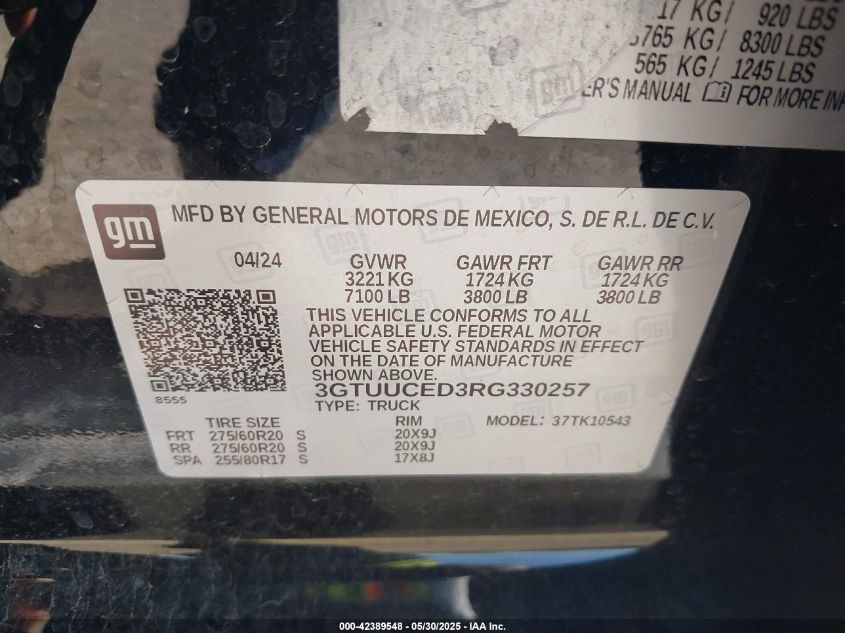 17 KG/ 920 LBS
3765 KG/ 8300 LBS
565 KG/ 1245 LBS
ER'S MANUAL FOR MORE INF
gm MFD BY GENERAL MOTORS DE MEXICO, S. DE R.L. DE C.V.
04/24 GVWR GAWR FRT GAWR RR
3221 KG 1724 KG 1724 KG
7100 LB 3800 LB 3800 LB
THIS VEHICLE CONFORMS TO ALL
APPLICABLE U.S. FEDERAL MOTOR
VEHICLE SAFETY STANDARDS IN EFFECT
ON THE DATE OF MANUFACTURE
SHOWN ABOVE.
8555
3GTUUCED3RG330257
TYPE: TRUCK
TIRE SIZE RIM MODEL: 37TK10543
FRT 275/60R20 S 20X9J
RR 275/60R20 S 20X9J
SPA 255/80R17 S 17X8J
000-42389548 - 05/30/2025 - IAA Inc.